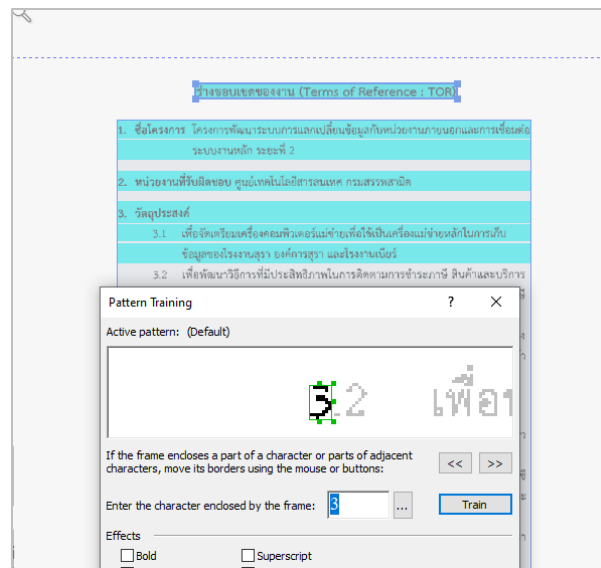 ร่างขอบเขตของงาน (Terms of Reference : TOR)
1. ชื่อโครงการ โครงการพัฒนาระบบการแลกเปลี่ยนข้อมูลกับหน่วยงานภายนอกและการเชื่อมต่อ
ระบบงานหลัก ระยะที่ 2
2. หน่วยงานที่รับผิดชอบ ศูนย์เทคโนโลยีสารสนเทศ กรมสรรพสามิต
3. วัตถุประสงค์
3.1 เพื่อจัดเตรียมเครื่องคอมพิวเตอร์แม่ข่ายเพื่อใช้เป็นเครื่องแม่ข่ายหลักในการเก็บ
ข้อมูลของโรงงานสุรา องค์การสุรา และโรงงานเบียร์
3.2 เพื่อพัฒนาวิธีการที่มีประสิทธิภาพในการติดตามการชำระภาษี สินค้าและบริการ
Pattern Training
? ×
Active pattern: (Default)
3.2 เพื่อ
If the frame encloses a part of a character or parts of adjacent
characters, move its borders using the mouse or buttons:
<< >>
Enter the character enclosed by the frame: 3 ... Train
Effects
Bold Superscript